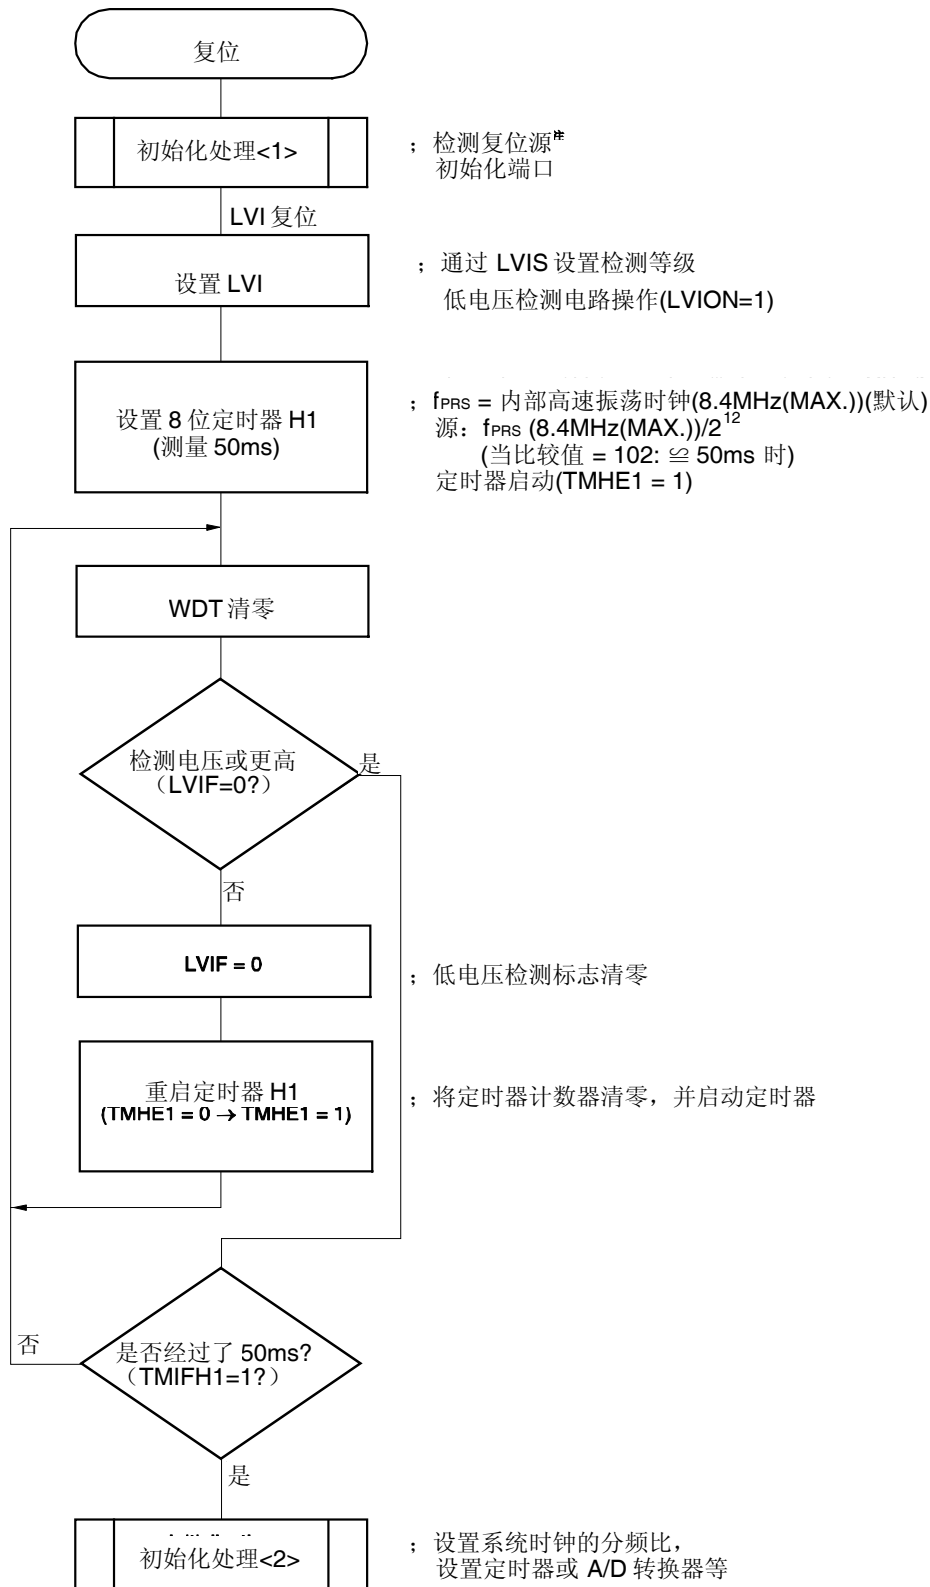 复位
初始化处理<1>
；检测复位源注
初始化端口
LVI 复位
设置 LVI
；通过 LVIS 设置检测等级
低电压检测电路操作(LVION=1)
设置 8 位定时器 H1
(测量 50ms)
；fPRS = 内部高速振荡时钟(8.4MHz(MAX.))(默认)
源：fPRS (8.4MHz(MAX.))/2^12
(当比较值 = 102: ≌ 50ms 时)
定时器启动(TMHE1 = 1)
WDT 清零
检测电压或更高
（LVIF=0?）
是
否
LVIF = 0
；低电压检测标志清零
重启定时器 H1
(TMHE1 = 0 → TMHE1 = 1)
；将定时器计数器清零，并启动定时器
否
是否经过了 50ms?
（TMIFH1=1?）
是
初始化处理<2>
；设置系统时钟的分频比，
设置定时器或 A/D 转换器等